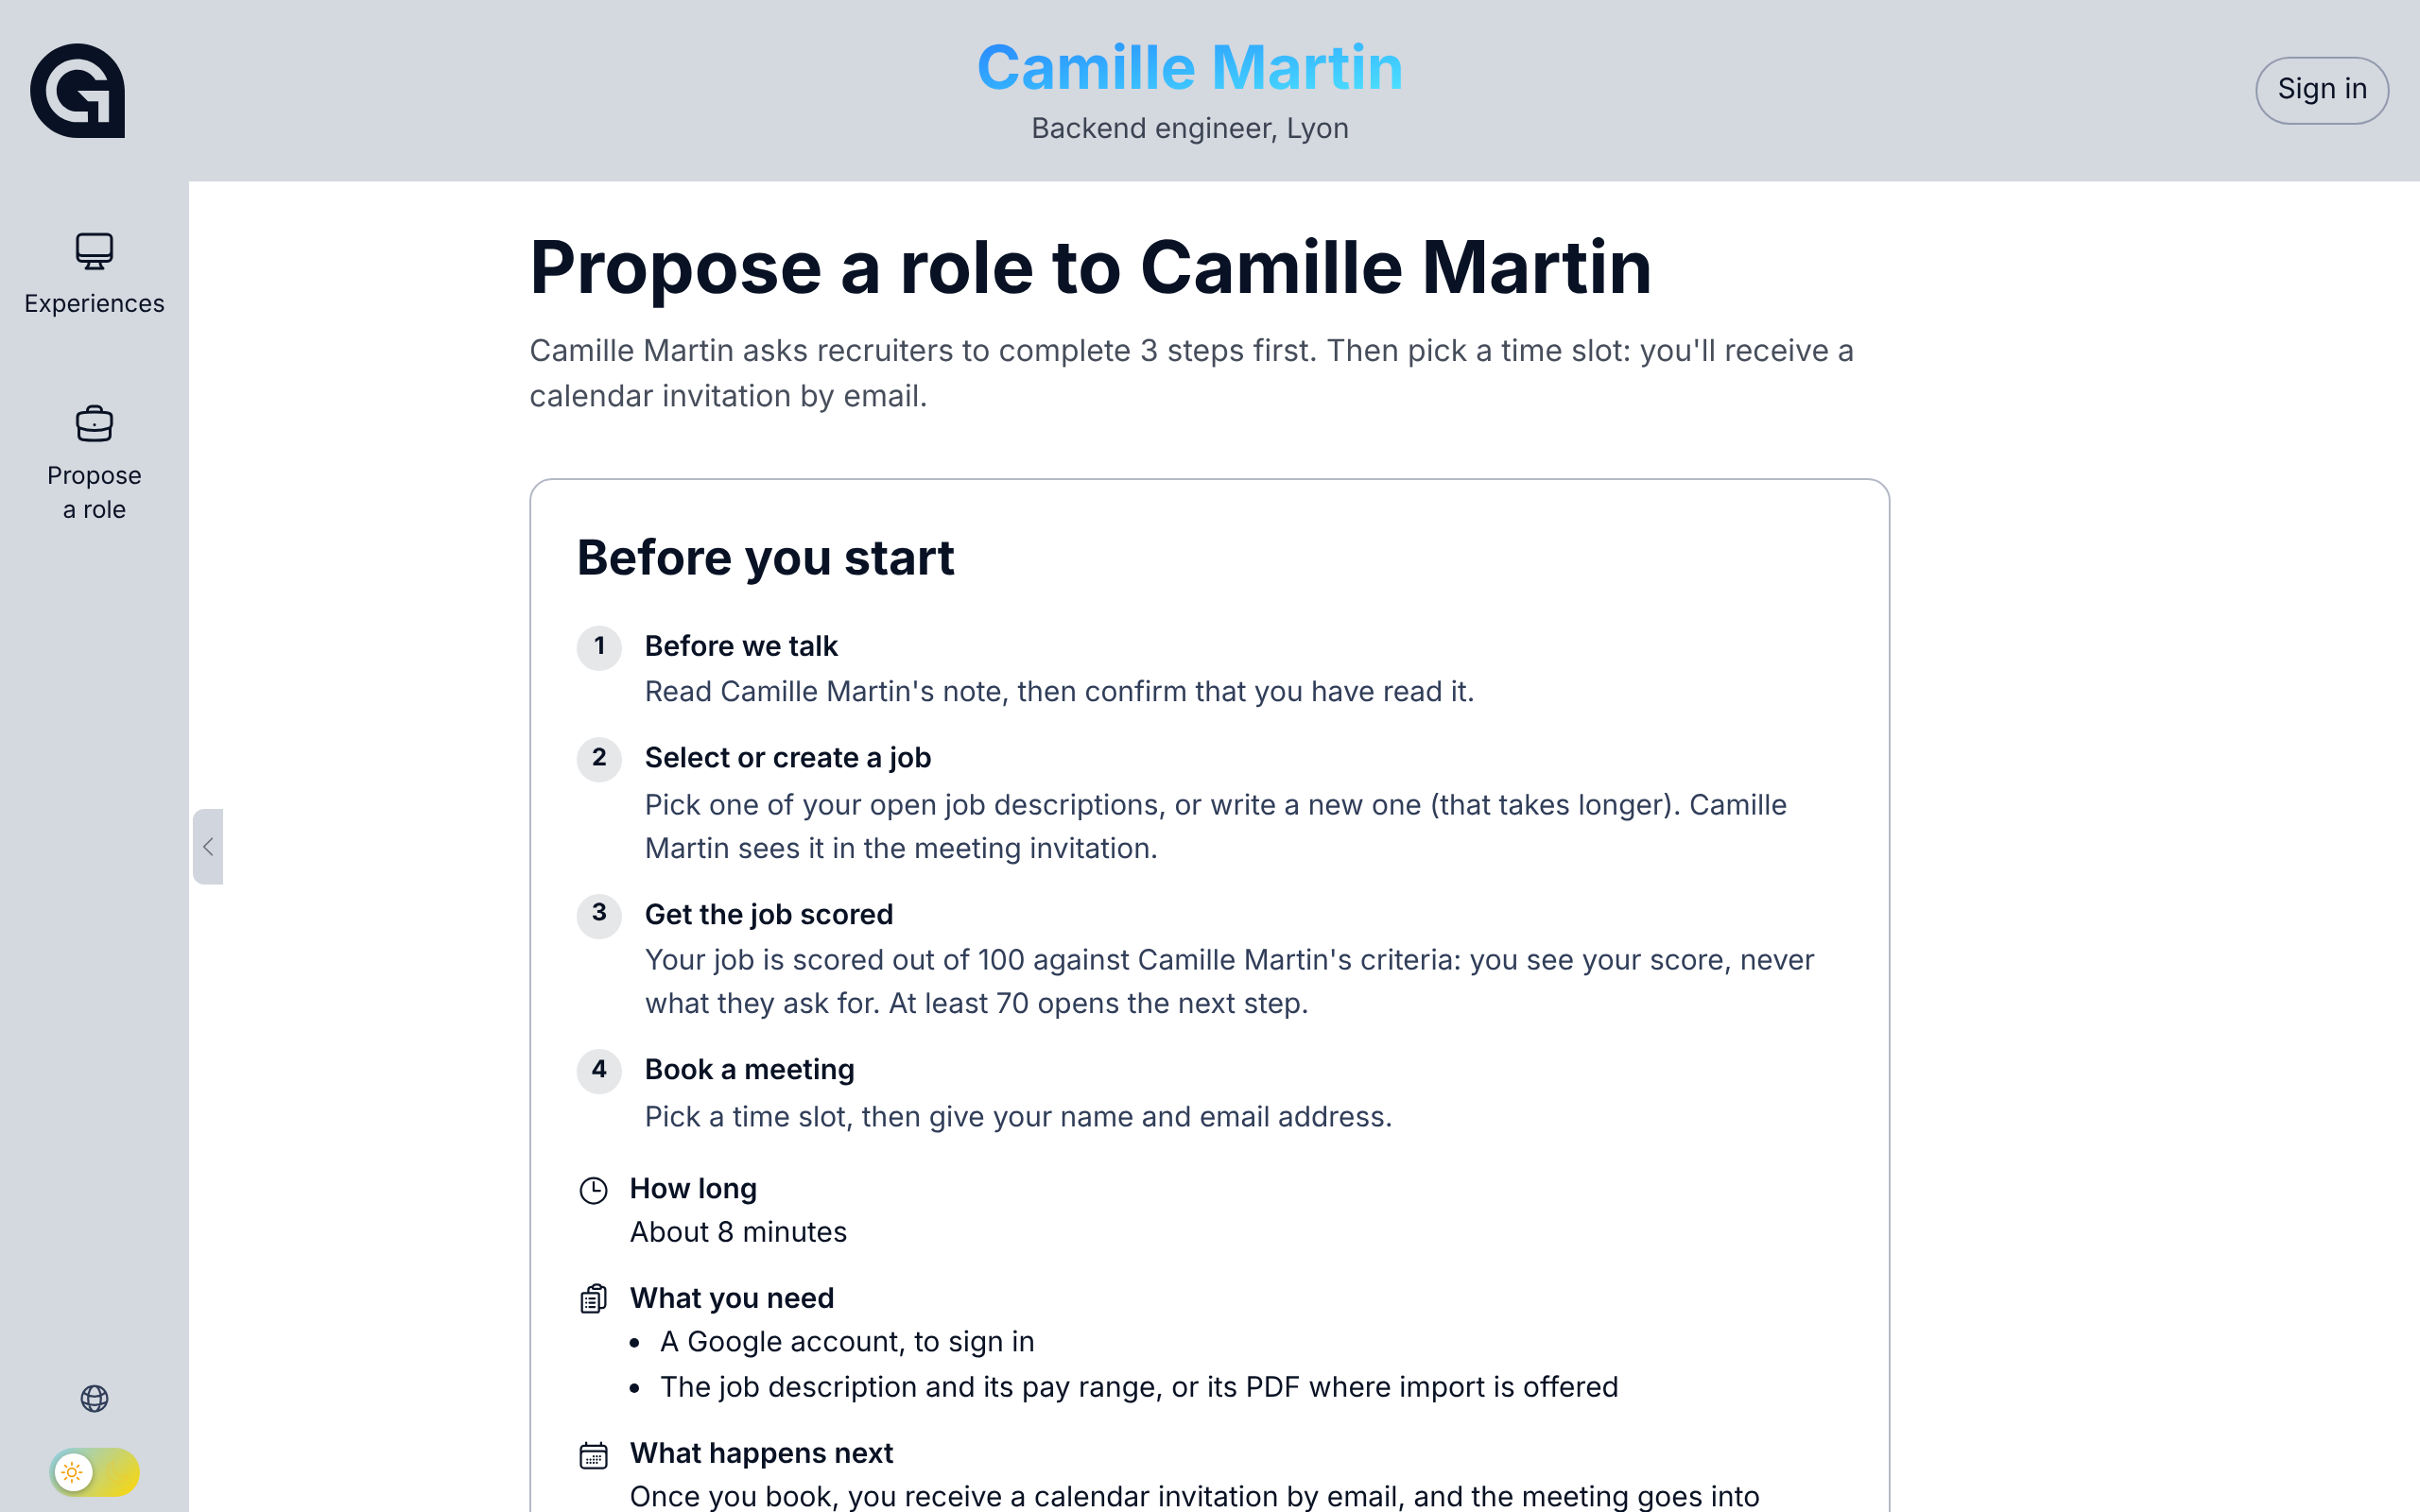 Camille Martin
Backend engineer, Lyon
Sign in
Experiences
Propose
a role
Propose a role to Camille Martin
Camille Martin asks recruiters to complete 3 steps first. Then pick a time slot: you'll receive a
calendar invitation by email.
Before you start
1 Before we talk
Read Camille Martin's note, then confirm that you have read it.
2 Select or create a job
Pick one of your open job descriptions, or write a new one (that takes longer). Camille
Martin sees it in the meeting invitation.
3 Get the job scored
Your job is scored out of 100 against Camille Martin's criteria: you see your score, never
what they ask for. At least 70 opens the next step.
4 Book a meeting
Pick a time slot, then give your name and email address.
How long
About 8 minutes
What you need
• A Google account, to sign in
• The job description and its pay range, or its PDF where import is offered
What happens next
Once you book, you receive a calendar invitation by email, and the meeting goes into